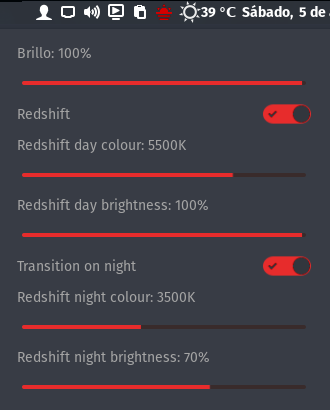 39 °C Sábado, 5 de
Brillo: 100%
Redshift
Redshift day colour: 5500K
Redshift day brightness: 100%
Transition on night
Redshift night colour: 3500K
Redshift night brightness: 70%